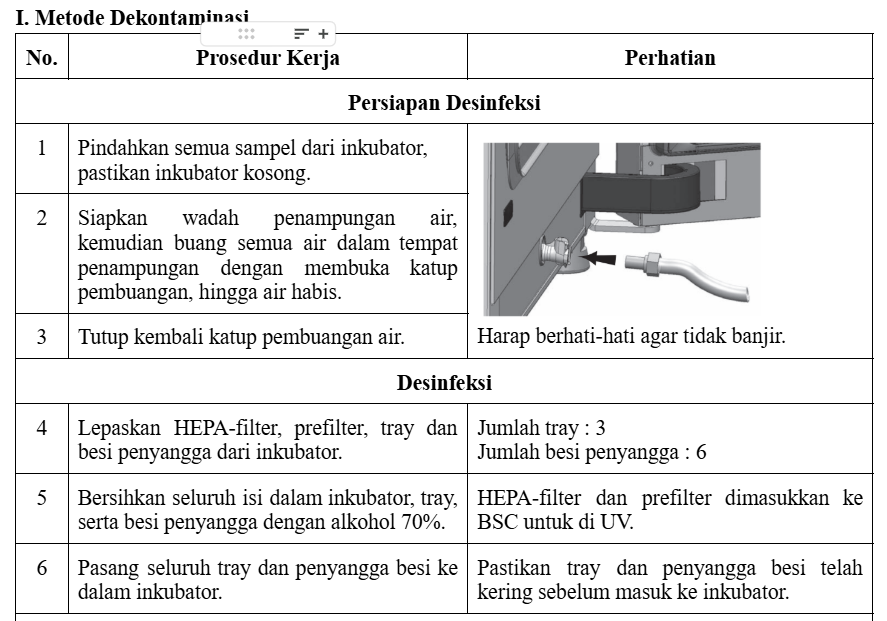 I. Metode Dekontaminasi
No.
Prosedur Kerja
Perhatian
Persiapan Desinfeksi
1
Pindahkan semua sampel dari inkubator,
pastikan inkubator kosong.
2
Siapkan wadah penampungan air,
kemudian buang semua air dalam tempat
penampungan dengan membuka katup
pembuangan, hingga air habis.
3
Tutup kembali katup pembuangan air.
Harap berhati-hati agar tidak banjir.
Desinfeksi
4
Lepaskan HEPA-filter, prefilter, tray dan
besi penyangga dari inkubator.
Jumlah tray : 3
Jumlah besi penyangga : 6
5
Bersihkan seluruh isi dalam inkubator, tray,
serta besi penyangga dengan alkohol 70%.
HEPA-filter dan prefilter dimasukkan ke
BSC untuk di UV.
6
Pasang seluruh tray dan penyangga besi ke
dalam inkubator.
Pastikan tray dan penyangga besi telah
kering sebelum masuk ke inkubator.